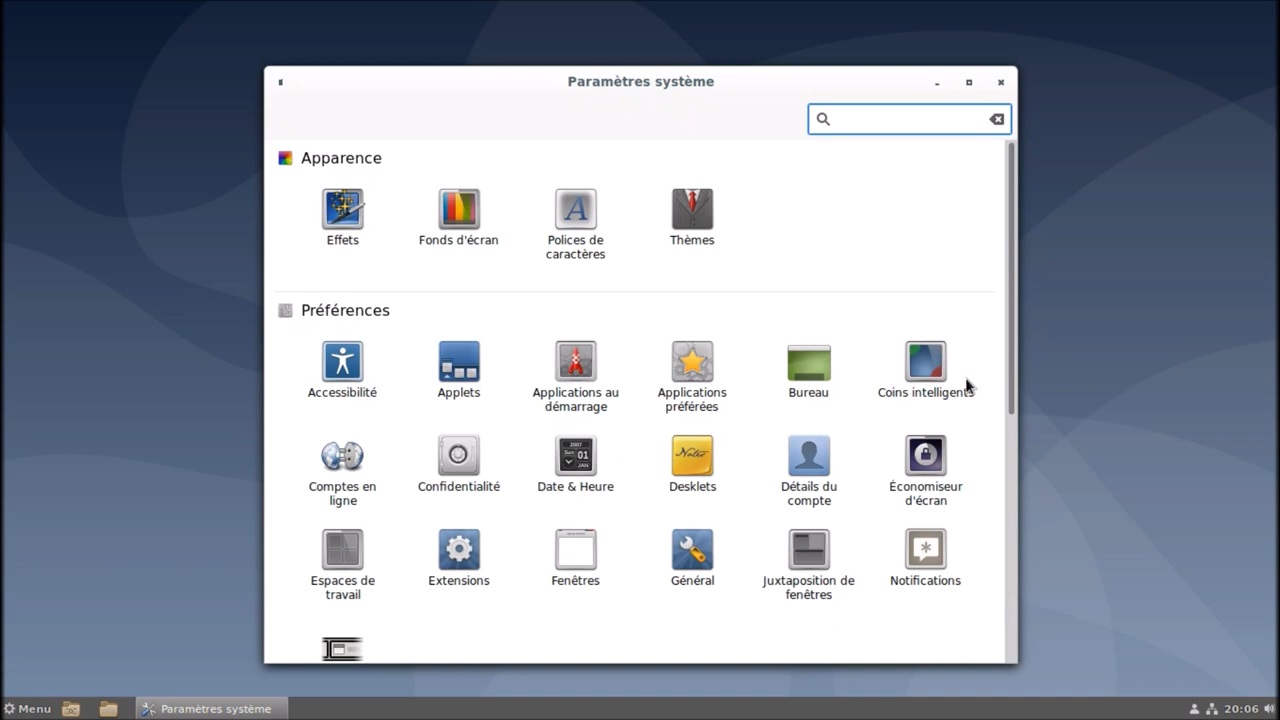 Paramètres système
Apparence
Effets
Fonds d'écran
Polices de
caractères
Thèmes
Préférences
Accessibilité
Applets
Applications au
démarrage
Applications
préférées
Bureau
Coins intelligents
Comptes en
ligne
Confidentialité
Date & Heure
Desklets
Détails du
compte
Économiseur
d'écran
Espaces de
travail
Extensions
Fenêtres
Général
Juxtaposition de
fenêtres
Notifications
Menu
Paramètres système
20:06